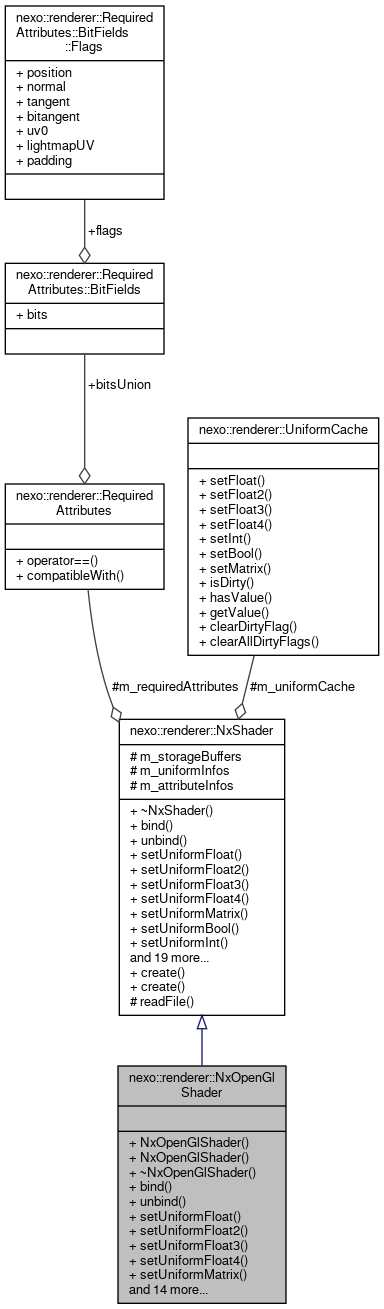 nexo::renderer::Required
Attributes::BitFields
::Flags
+ position
+ normal
+ tangent
+ bitangent
+ uv0
+ lightmapUV
+ padding
+flags
nexo::renderer::Required
Attributes::BitFields
+ bits
+bitsUnion
nexo::renderer::Required
Attributes
+ operator==()
+ compatibleWith()
nexo::renderer::UniformCache
+ setFloat()
+ setFloat2()
+ setFloat3()
+ setFloat4()
+ setInt()
+ setBool()
+ setMatrix()
+ isDirty()
+ hasValue()
+ getValue()
+ clearDirtyFlag()
+ clearAllDirtyFlags()
#m_requiredAttributes
#m_uniformCache
nexo::renderer::NxShader
# m_storageBuffers
# m_uniformInfos
# m_attributeInfos
+ ~NxShader()
+ bind()
+ unbind()
+ setUniformFloat()
+ setUniformFloat2()
+ setUniformFloat3()
+ setUniformFloat4()
+ setUniformMatrix()
+ setUniformBool()
+ setUniformInt()
and 19 more...
+ create()
+ create()
# readFile()
nexo::renderer::NxOpenGl
Shader
+ NxOpenGlShader()
+ NxOpenGlShader()
+ ~NxOpenGlShader()
+ bind()
+ unbind()
+ setUniformFloat()
+ setUniformFloat2()
+ setUniformFloat3()
+ setUniformFloat4()
+ setUniformMatrix()
and 14 more...